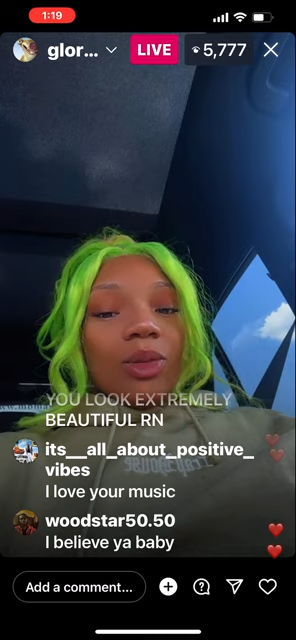 1:19
glor...
LIVE
5,777
YOU LOOK EXTREMELY
BEAUTIFUL RN
its__all_about_positive_
vibes
I love your music
woodstar50.50
I believe ya baby
Add a comment...